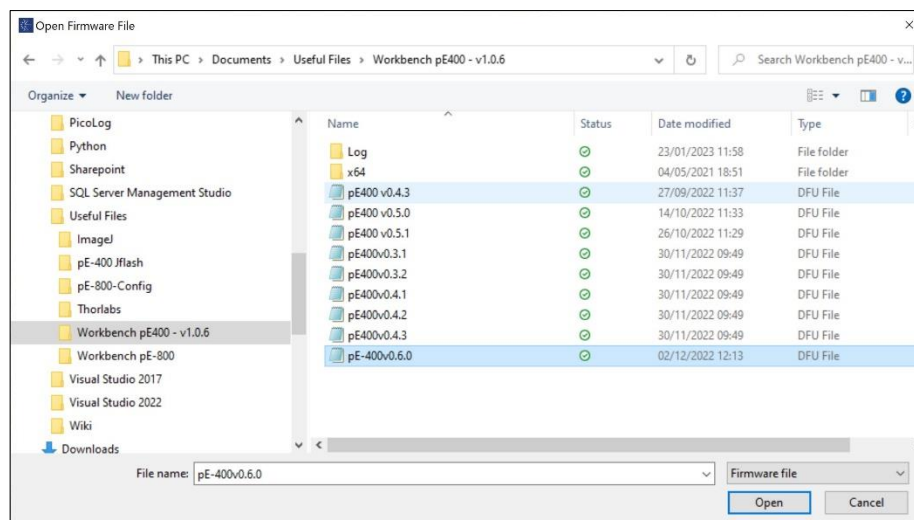 Open Firmware File
This PC > Documents > Useful Files > Workbench pE400 - v1.0.6
Search Workbench pE400 - v...
Organize
New folder
PicoLog
Python
Sharepoint
SQL Server Management Studio
Useful Files
ImageJ
pE-400 Jflash
pE-800-Config
Thorlabs
Workbench pE400 - v1.0.6
Workbench pE-800
Visual Studio 2017
Visual Studio 2022
Wiki
Downloads
Name Status Date modified Type
Log 23/01/2023 11:58 File folder
x64 04/05/2021 18:51 File folder
pE400 v0.4.3 27/09/2022 11:37 DFU File
pE400 v0.5.0 14/10/2022 11:33 DFU File
pE400 v0.5.1 26/10/2022 11:29 DFU File
pE400v0.3.1 30/11/2022 09:49 DFU File
pE400v0.3.2 30/11/2022 09:49 DFU File
pE400v0.4.1 30/11/2022 09:49 DFU File
pE400v0.4.2 30/11/2022 09:49 DFU File
pE400v0.4.3 30/11/2022 09:49 DFU File
pE-400v0.6.0 02/12/2022 12:13 DFU File
File name: pE-400v0.6.0
Firmware file
Open
Cancel